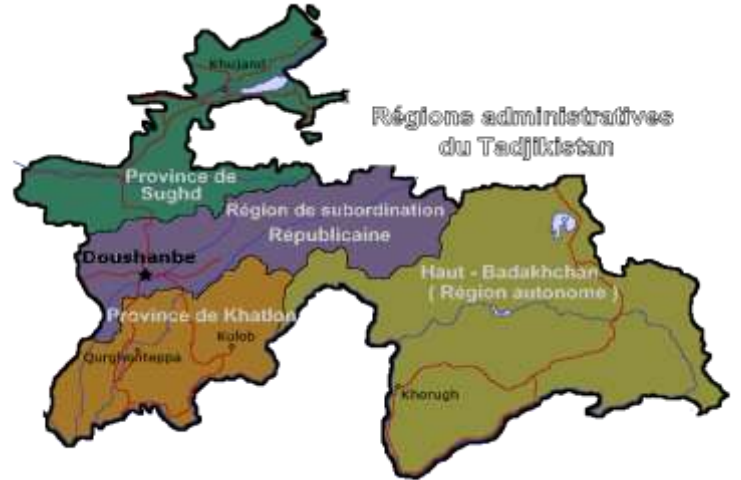 Khujand
Régions administratives
du Tadjikistan
Province de
Sughd
Région de subordination
Républicaine
Doushanbe
Haut - Badakhchan
( Région autonome )
Province de Khatlon
Kulob
Qurghonteppa
Khorugh